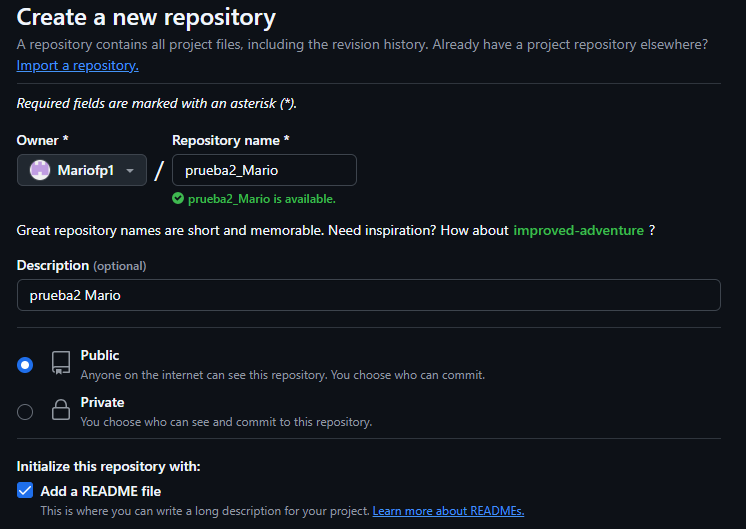 Create a new repository
A repository contains all project files, including the revision history. Already have a project repository elsewhere?
Import a repository.
Required fields are marked with an asterisk (*).
Owner * Repository name *
Mariofp1 / prueba2_Mario
prueba2_Mario is available.
Great repository names are short and memorable. Need inspiration? How about improved-adventure ?
Description (optional)
prueba2 Mario
Public
Anyone on the internet can see this repository. You choose who can commit.
Private
You choose who can see and commit to this repository.
Initialize this repository with:
Add a README file
This is where you can write a long description for your project. Learn more about READMEs.